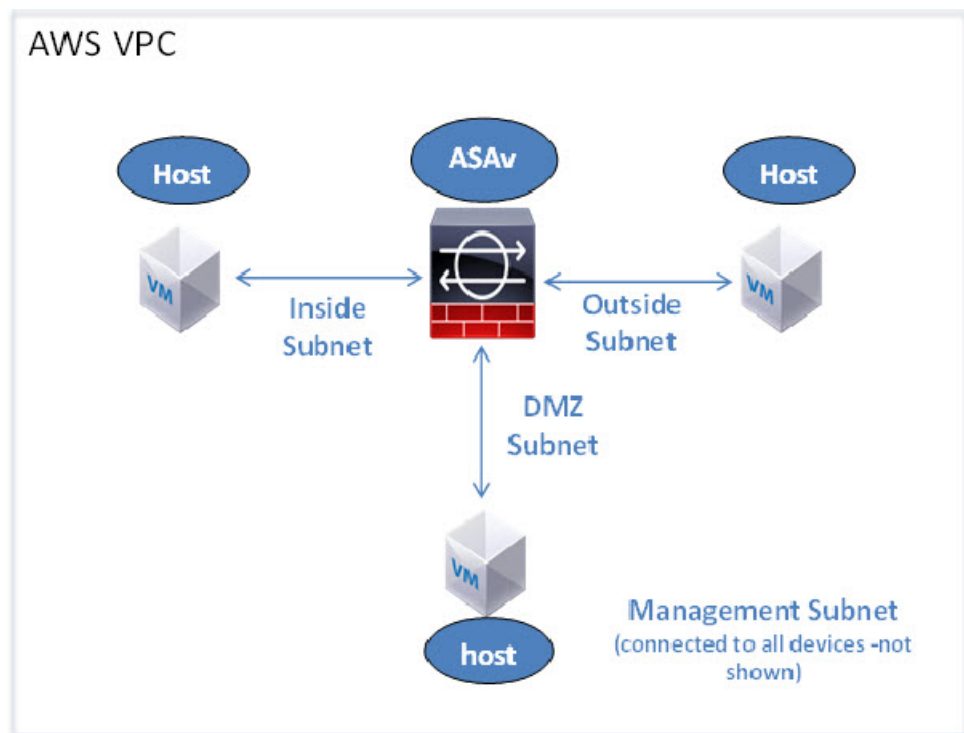 AWS VPC
Host
ASAv
Host
VM
VM
Inside
Subnet
Outside
Subnet
DMZ
Subnet
VM
host
Management Subnet
(connected to all devices -not
shown)